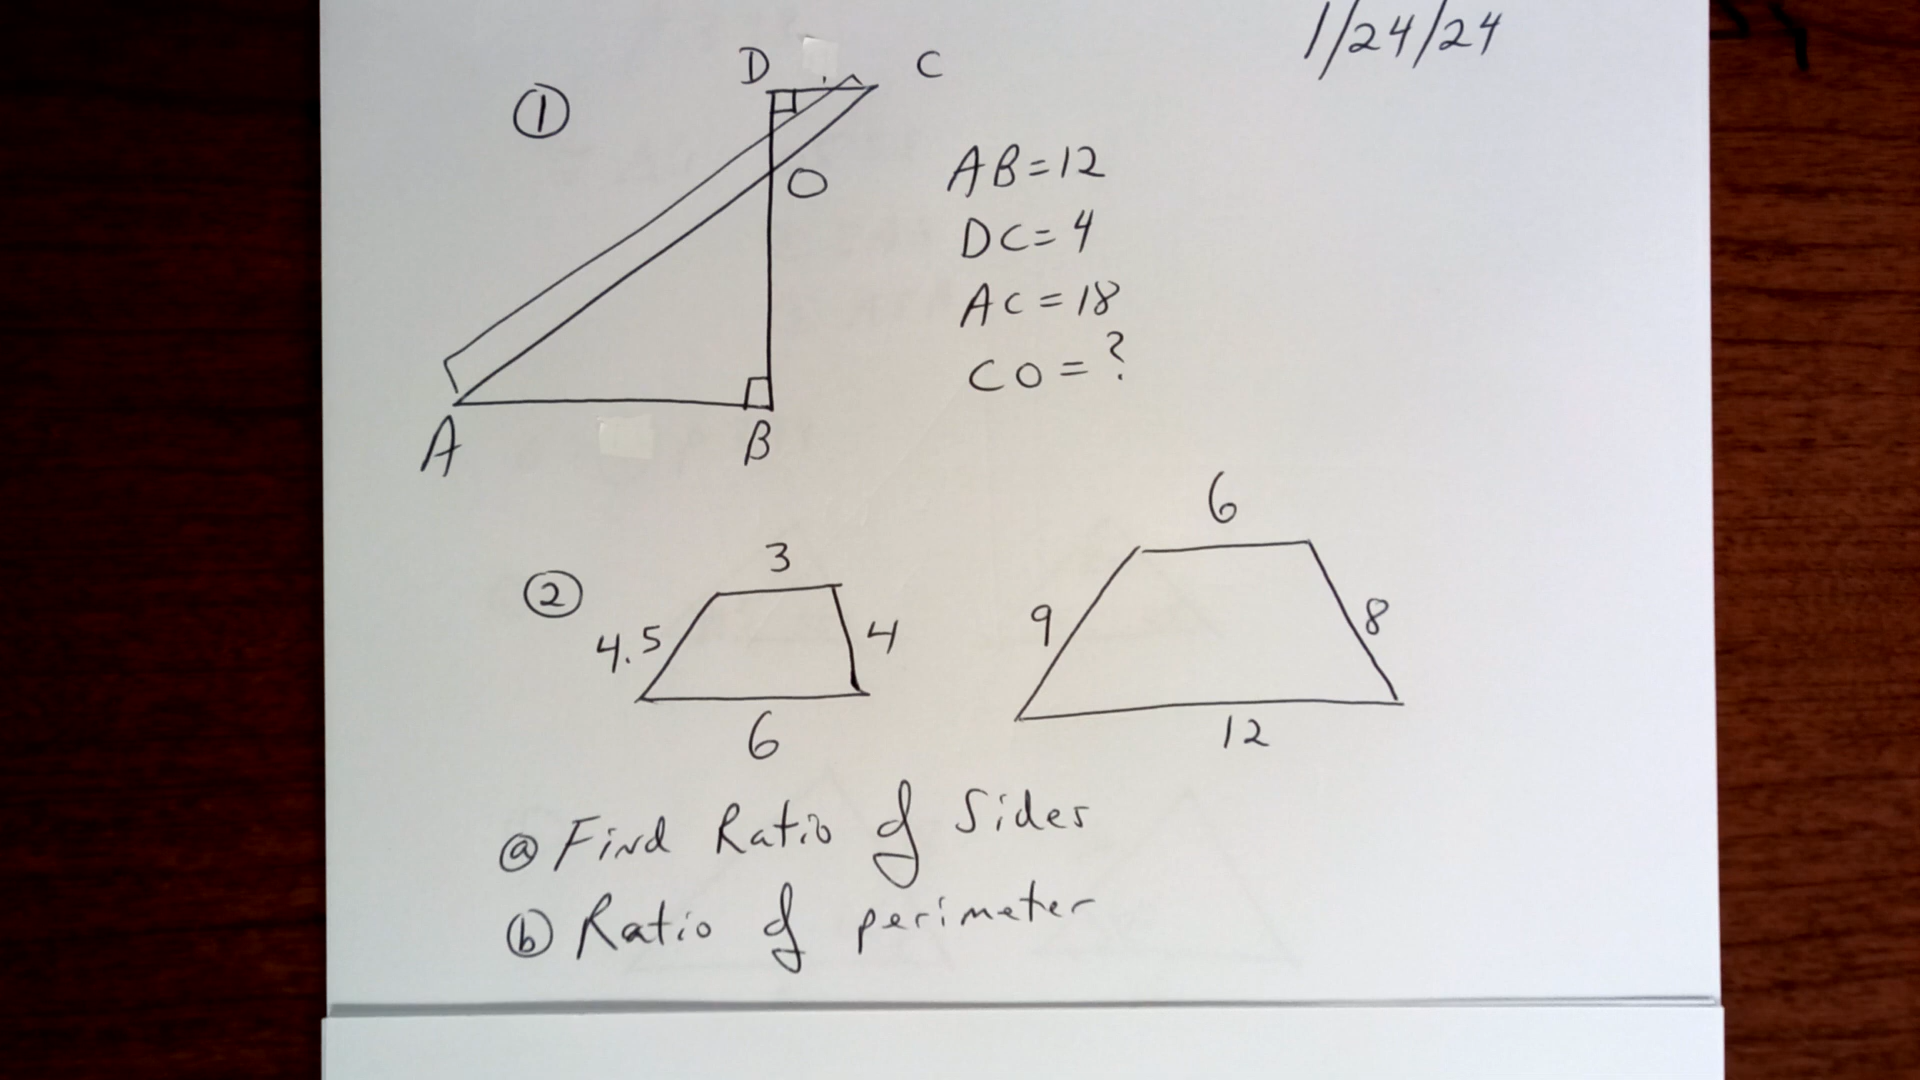 1/24/24
①
D C
O
A B
AB=12
DC=4
AC=18
CO=?
②
3
4.5 4
6
6
9 8
12
ⓐ Find Ratio of Sides
ⓑ Ratio of perimeter